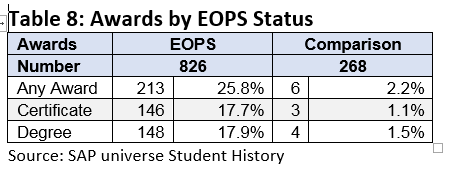 Table 8: Awards by EOPS Status
Awards EOPS Comparison
Number 826 268
Any Award 213 25.8% 6 2.2%
Certificate 146 17.7% 3 1.1%
Degree 148 17.9% 4 1.5%
Source: SAP universe Student History